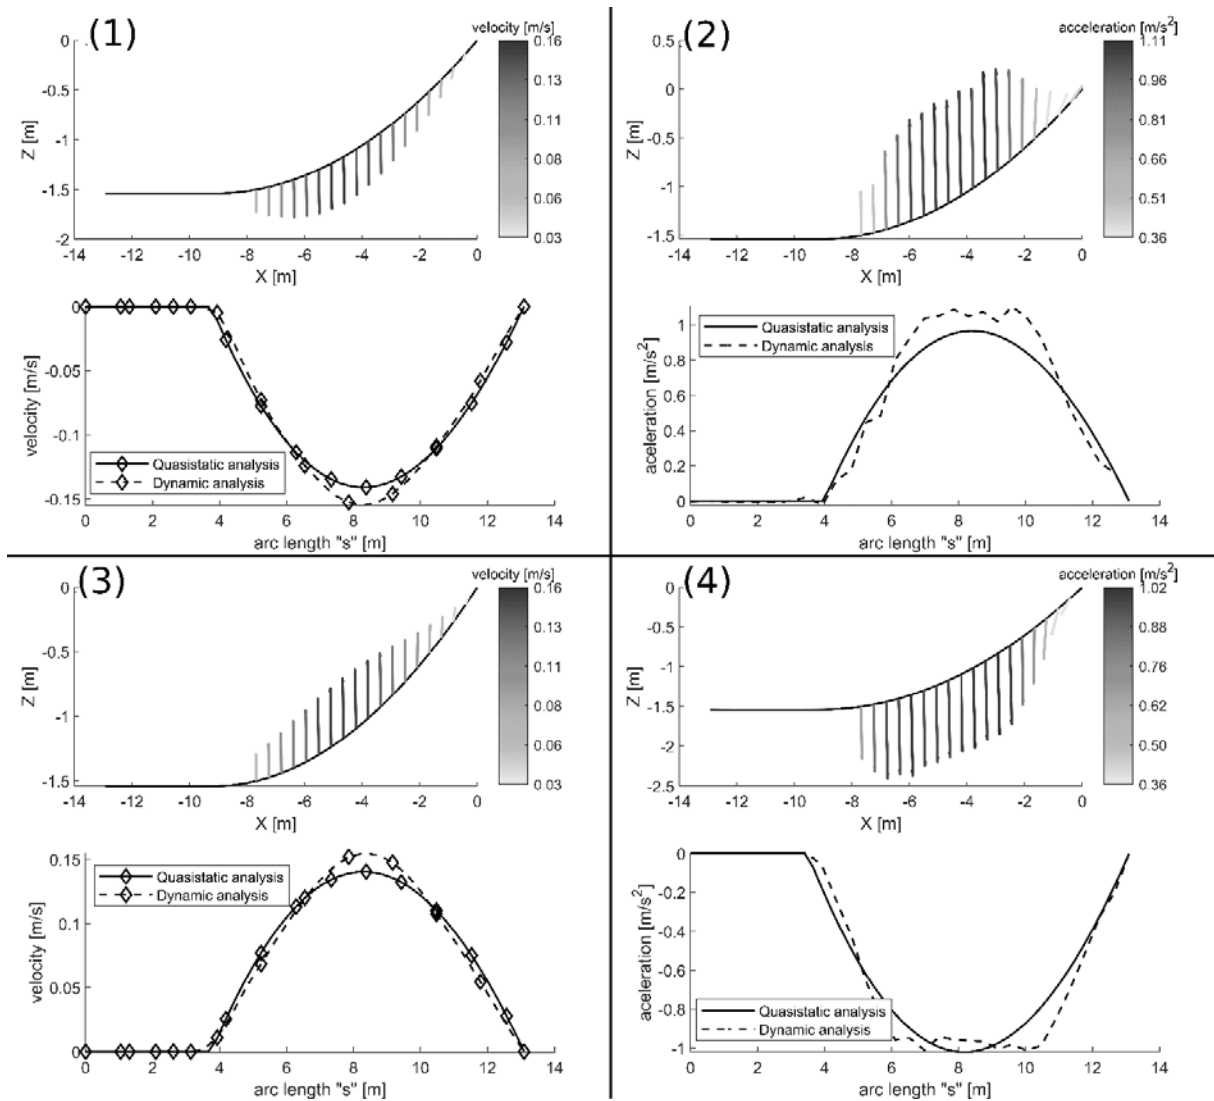 (1)
velocity [m/s]
0
-0.5
-1
-1.5
-2
Z [m]
-14 -12 -10 -8 -6 -4 -2 0
X [m]
0.16
0.13
0.11
0.08
0.06
0.03
0
-0.05
-0.1
-0.15
velocity [m/s]
Quasistatic analysis
Dynamic analysis
0 2 4 6 8 10 12 14
arc length "s" [m]
(2)
acceleration [m/s²]
0.5
0
-0.5
-1
-1.5
Z [m]
-14 -12 -10 -8 -6 -4 -2 0
X [m]
1.11
0.96
0.81
0.66
0.51
0.36
1
0.8
0.6
0.4
0.2
0
aceleration [m/s²]
Quasistatic analysis
Dynamic analysis
0 2 4 6 8 10 12 14
arc length "s" [m]
(3)
velocity [m/s]
0
-0.5
-1
-1.5
Z [m]
-14 -12 -10 -8 -6 -4 -2 0
X [m]
0.16
0.13
0.11
0.08
0.06
0.03
0.15
0.1
0.05
0
velocity [m/s]
Quasistatic analysis
Dynamic analysis
0 2 4 6 8 10 12 14
arc length "s" [m]
(4)
acceleration [m/s²]
0
-0.5
-1
-1.5
-2
-2.5
Z [m]
-14 -12 -10 -8 -6 -4 -2 0
X [m]
1.02
0.88
0.76
0.62
0.50
0.36
0
-0.2
-0.4
-0.6
-0.8
-1
aceleration [m/s²]
Quasistatic analysis
Dynamic analysis
0 2 4 6 8 10 12 14
arc length "s" [m]